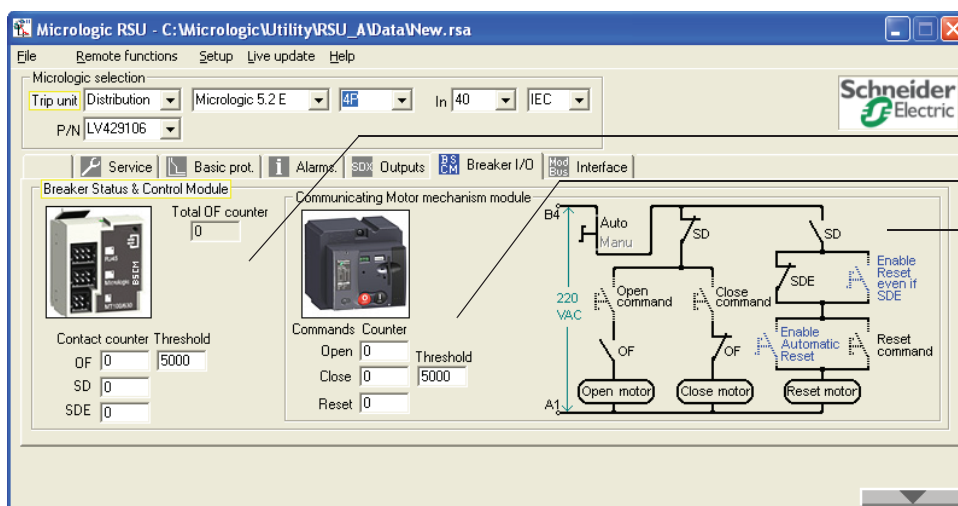 Micrologic RSU - C:\Micrologic\Utility\RSU_A\Data\New.rsa
File Remote functions Setup Live update Help
Micrologic selection
Trip unit Distribution Micrologic 5.2 E 4P In 40 IEC
P/N LV429106
Schneider
Electric
Service Basic prot. Alarms. SDX Outputs BSCM Breaker I/O Mod Bus Interface
Breaker Status & Control Module
Total OF counter
0
BSCM
Contact counter Threshold
OF 0 5000
SD 0
SDE 0
Communicating Motor mechanism module
Commands Counter
Open 0
Threshold
Close 0 5000
Reset 0
B4
Auto
Manu
SD
SD
SDE
Enable
Reset
even if
SDE
220
VAC
Open
command
Close
command
Enable
Automatic
Reset
Reset
command
OF
OF
A1
Open motor
Close motor
Reset motor